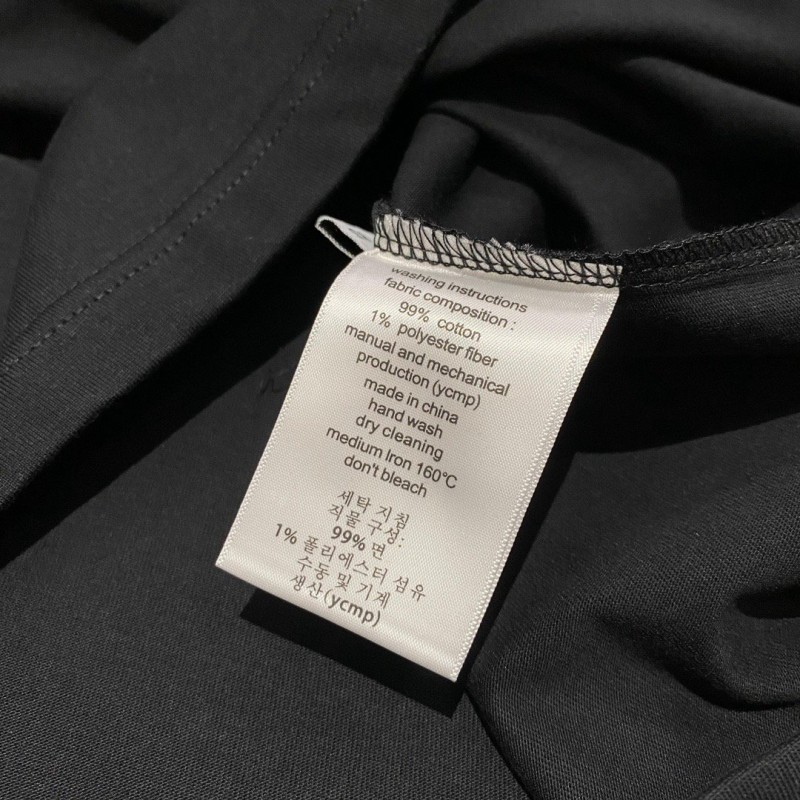 washing instructions
fabric composition :
99% cotton
1% polyester fiber
manual and mechanical
production (ycmp)
made in china
hand wash
dry cleaning
medium Iron 160°C
don't bleach
세탁 지침
직물 구성:
99% 면
1% 폴리에스터 섬유
수동 및 기계
생산(ycmp)